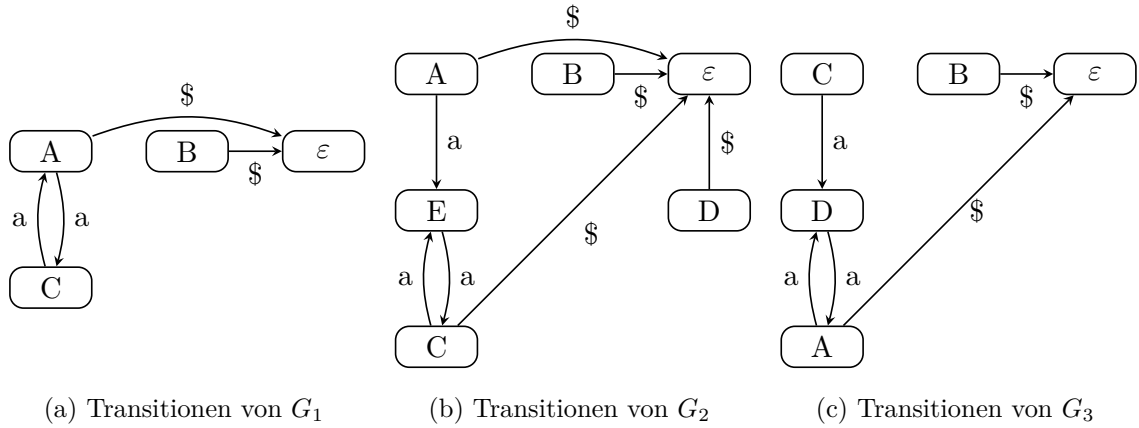 $
A
B
$
ε
a
a
C
(a) Transitionen von G1
$
A
B
$
ε
a
$
E
D
a
a
$
C
(b) Transitionen von G2
C
B
$
ε
a
D
$
a
a
A
(c) Transitionen von G3